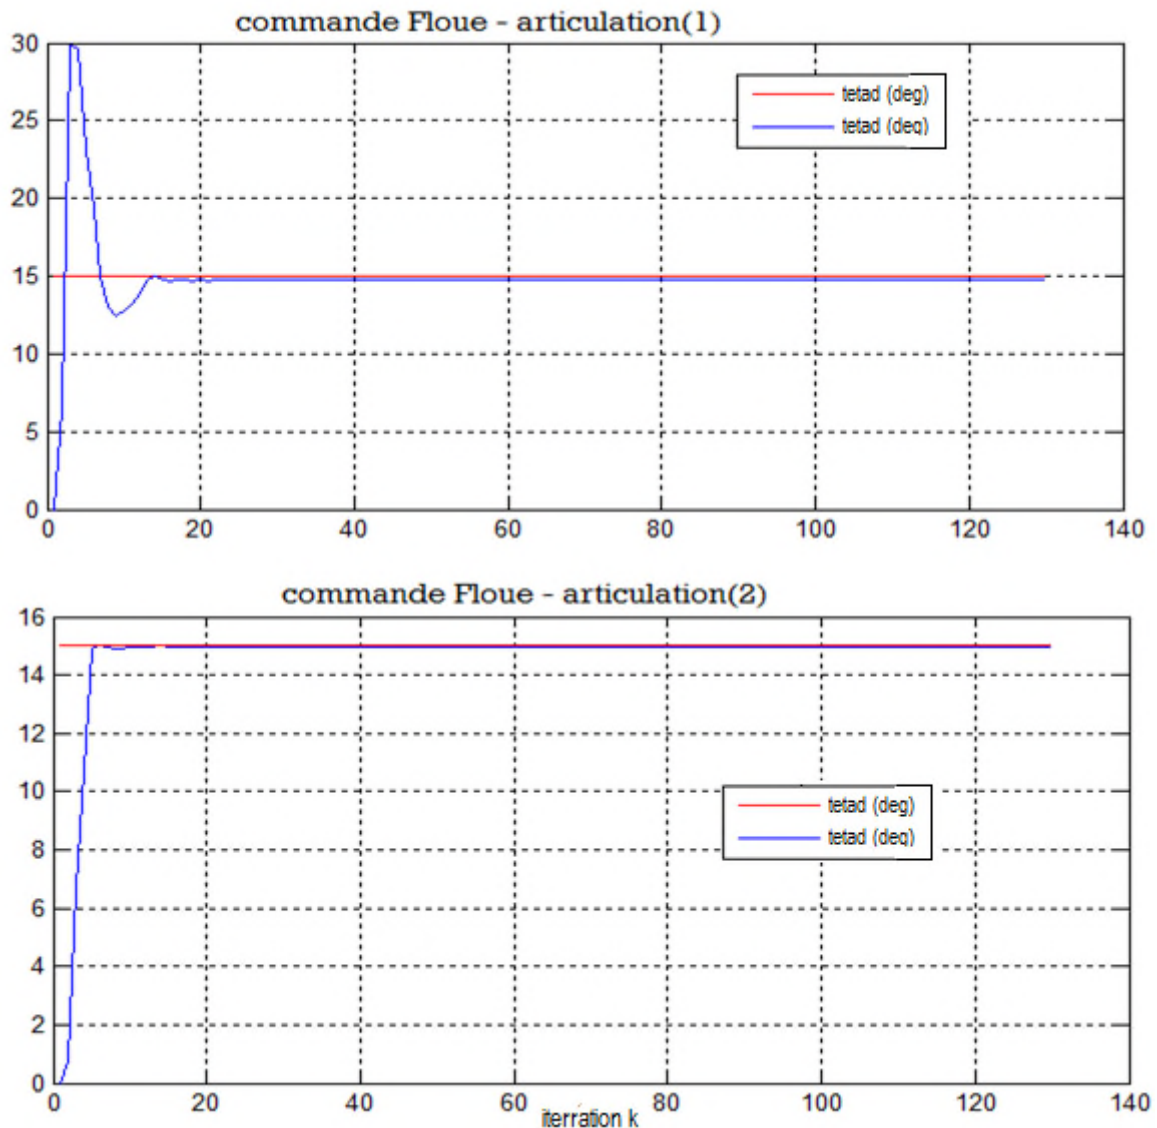 commande Floue - articulation(1)
30
25
20
15
10
5
0
0 20 40 60 80 100 120 140
tetad (deg)
tetad (deg)
commande Floue - articulation(2)
16
14
12
10
8
6
4
2
0
0 20 40 60 80 100 120 140
tetad (deg)
tetad (deg)
iterration k